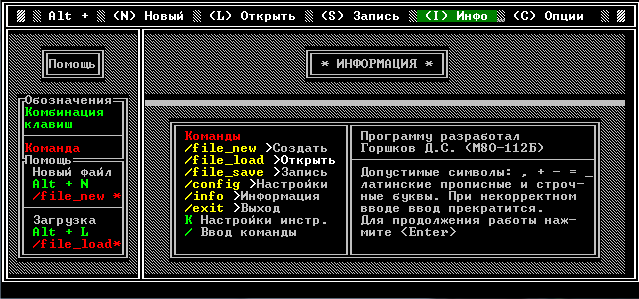 Alt + (N) Новый (L) Открыть (S) Запись (I) Инфо (C) Опции
Помощь
* ИНФОРМАЦИЯ *
Обозначения
Комбинация
клавиш
Команда
Помощь
Новый файл
Alt + N
/file_new *
Загрузка
Alt + L
/file_load*
Команды
/file_new >Создать
/file_load >Открыть
/file_save >Запись
/config >Настройки
/info >Информация
/exit >Выход
К Настройки инстр.
/ Ввод команды
Программу разработал
Горшков Д.С. (М8О-112Б)
Допустимые символы: , + - = _
латинские прописные и строч-
ные буквы. При некорректном
вводе ввод прекратится.
Для продолжения работы наж-
мите <Enter>